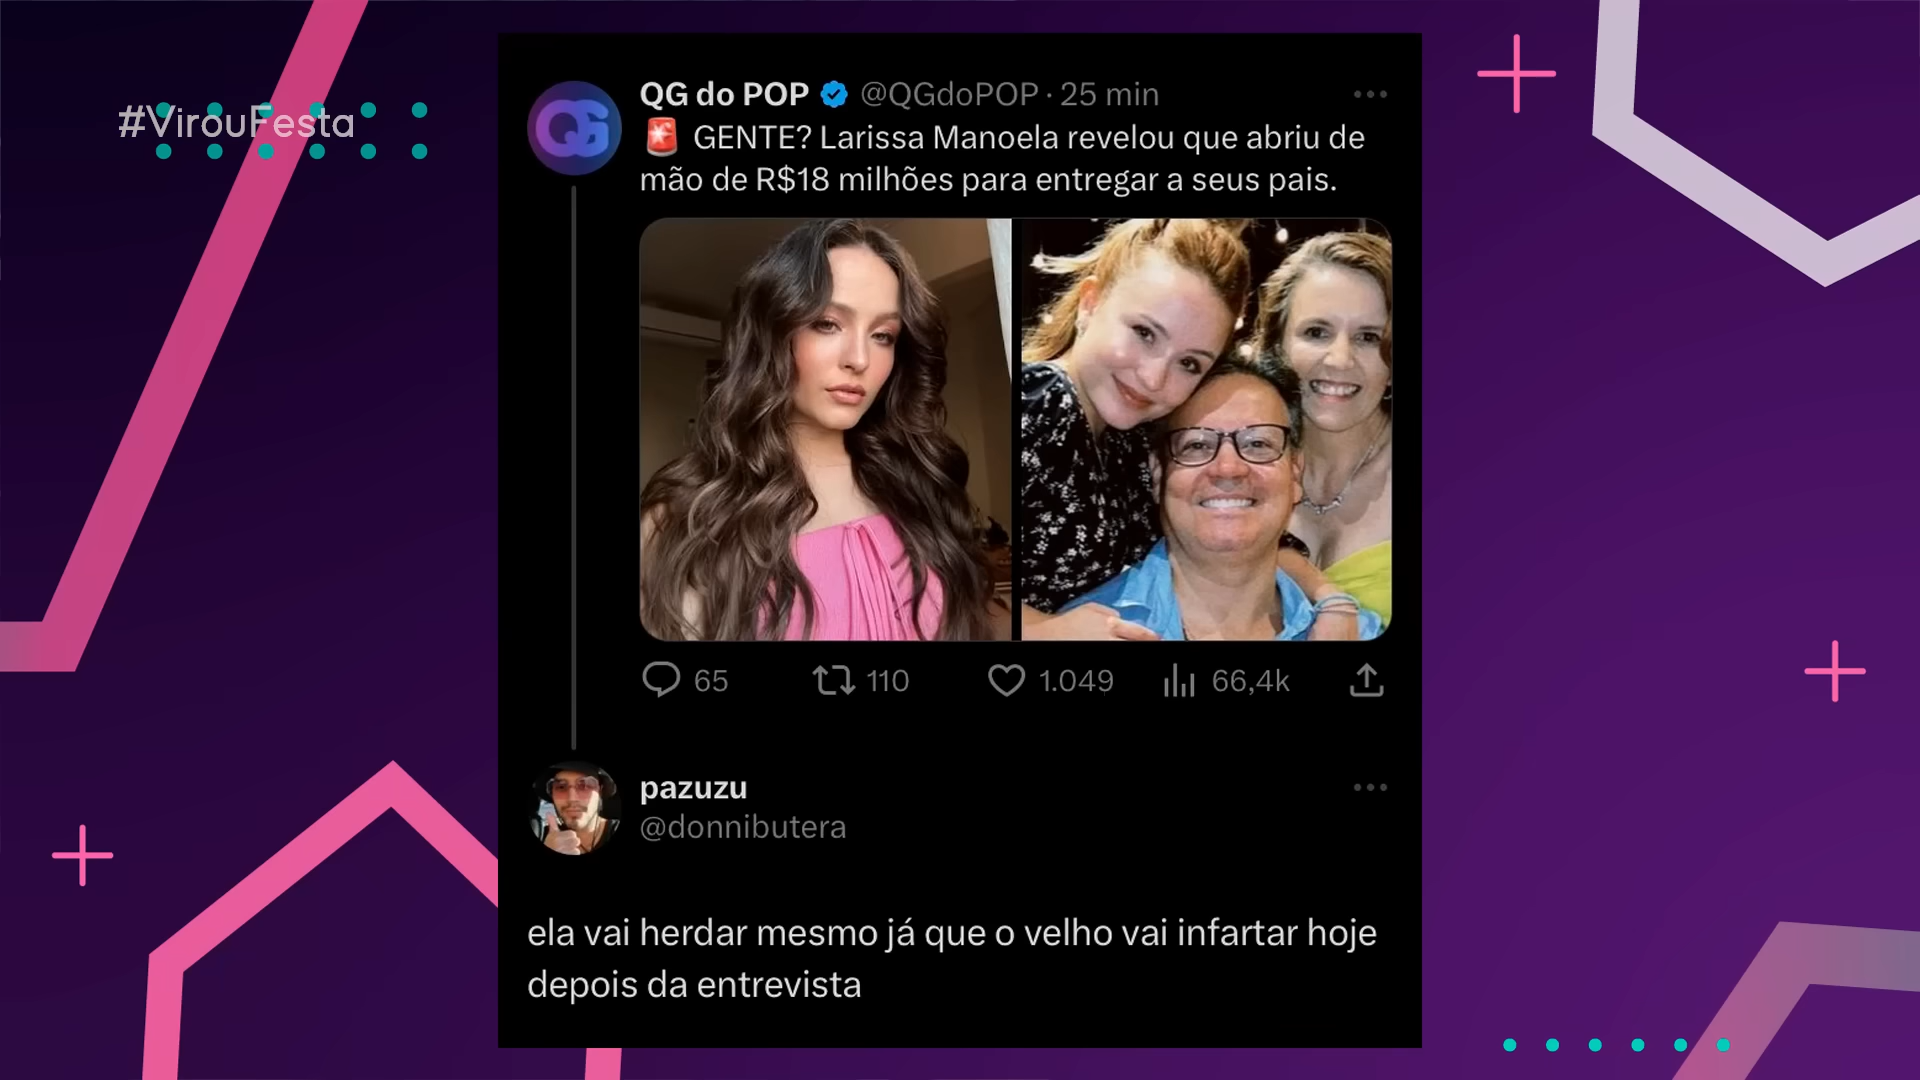 #VirouFesta
QG do POP @QGdoPOP · 25 min
🚨 GENTE? Larissa Manoela revelou que abriu de
mão de R$18 milhões para entregar a seus pais.
QG
65 110 1.049 66,4k
pazuzu
@donnibutera
ela vai herdar mesmo já que o velho vai infartar hoje
depois da entrevista